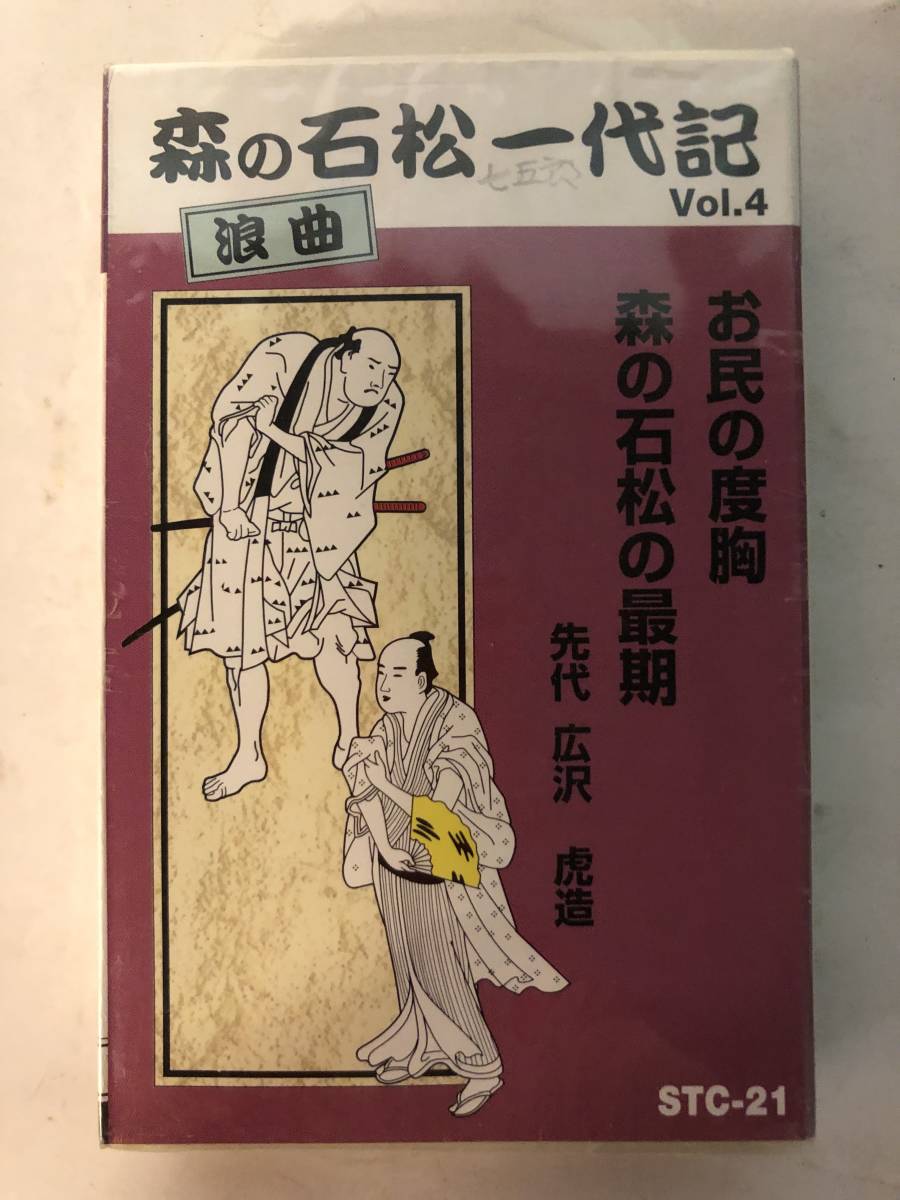 森の石松一代記
七五六
Vol.4
浪曲
お民の度胸
森の石松の最期
先代 広沢 虎造
STC-21